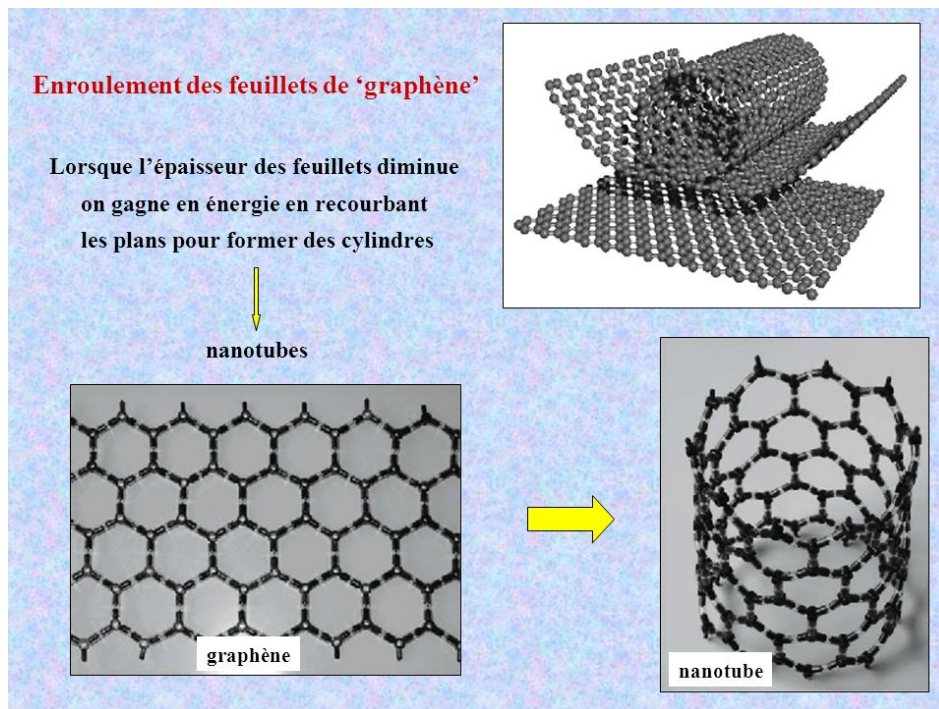 Enroulement des feuillets de ‘graphène’
Lorsque l’épaisseur des feuillets diminue
on gagne en énergie en recourbant
les plans pour former des cylindres
nanotubes
graphène
nanotube